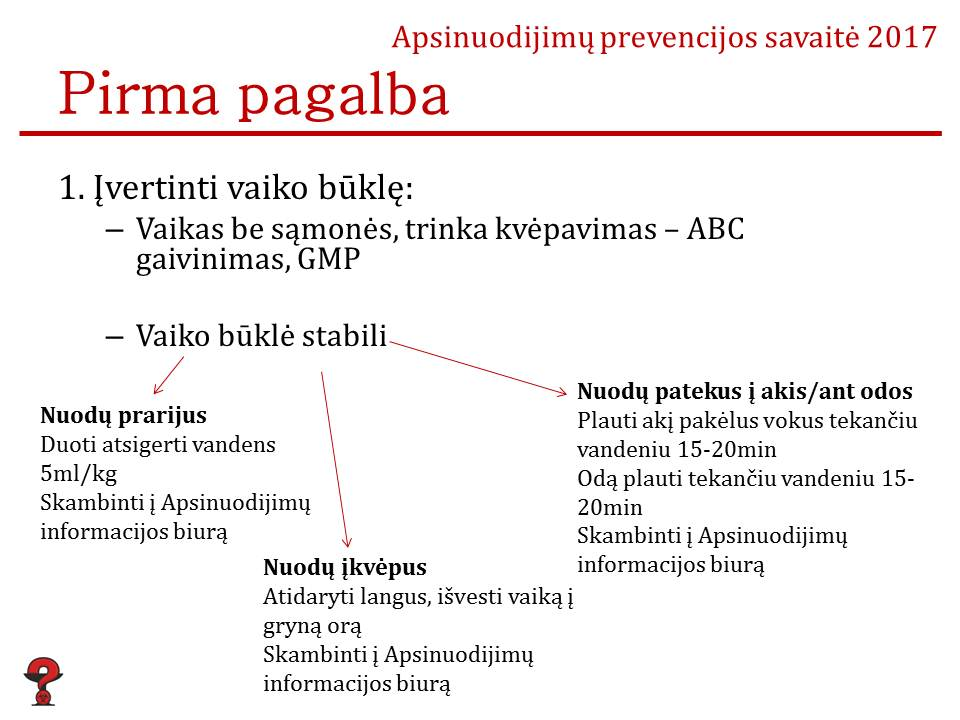 Apsinuodijimų prevencijos savaitė 2017
Pirma pagalba
1. Įvertinti vaiko būklę:
– Vaikas be sąmonės, trinka kvėpavimas – ABC
gaivinimas, GMP
– Vaiko būklė stabili
Nuodų prarijus
Duoti atsigerti vandens
5ml/kg
Skambinti į Apsinuodijimų
informacijos biurą
Nuodų įkvėpus
Atidaryti langus, išvesti vaiką į
gryną orą
Skambinti į Apsinuodijimų
informacijos biurą
Nuodų patekus į akis/ant odos
Plauti akį pakėlus vokus tekančiu
vandeniu 15-20min
Odą plauti tekančiu vandeniu 15-
20min
Skambinti į Apsinuodijimų
informacijos biurą